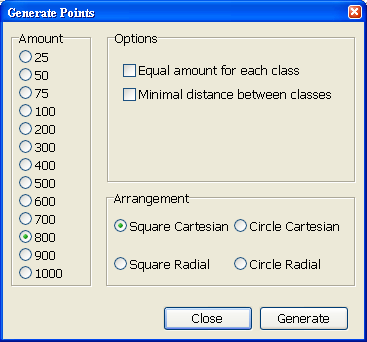 Generate Points
Amount
25
50
75
100
200
300
400
500
600
700
800
900
1000
Options
Equal amount for each class
Minimal distance between classes
Arrangement
Square Cartesian
Circle Cartesian
Square Radial
Circle Radial
Close
Generate